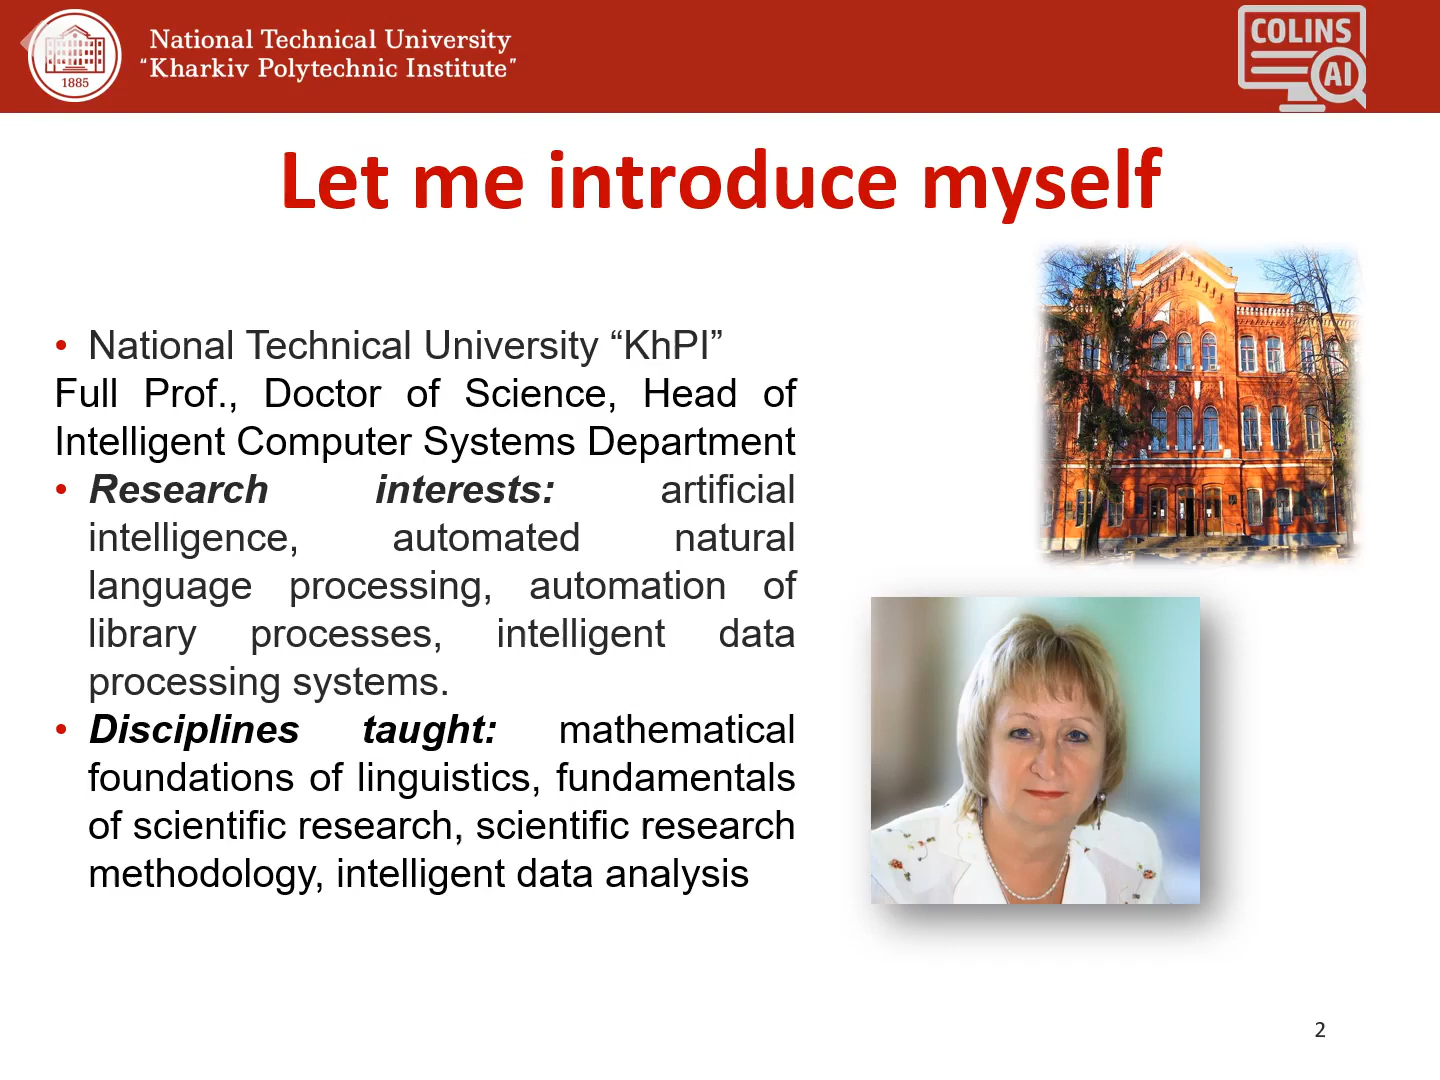 National Technical University
“Kharkiv Polytechnic Institute”
1885
COLINS
AI
Let me introduce myself
• National Technical University “KhPI”
Full Prof., Doctor of Science, Head of
Intelligent Computer Systems Department
• Research interests: artificial
intelligence, automated natural
language processing, automation of
library processes, intelligent data
processing systems.
• Disciplines taught: mathematical
foundations of linguistics, fundamentals
of scientific research, scientific research
methodology, intelligent data analysis
2